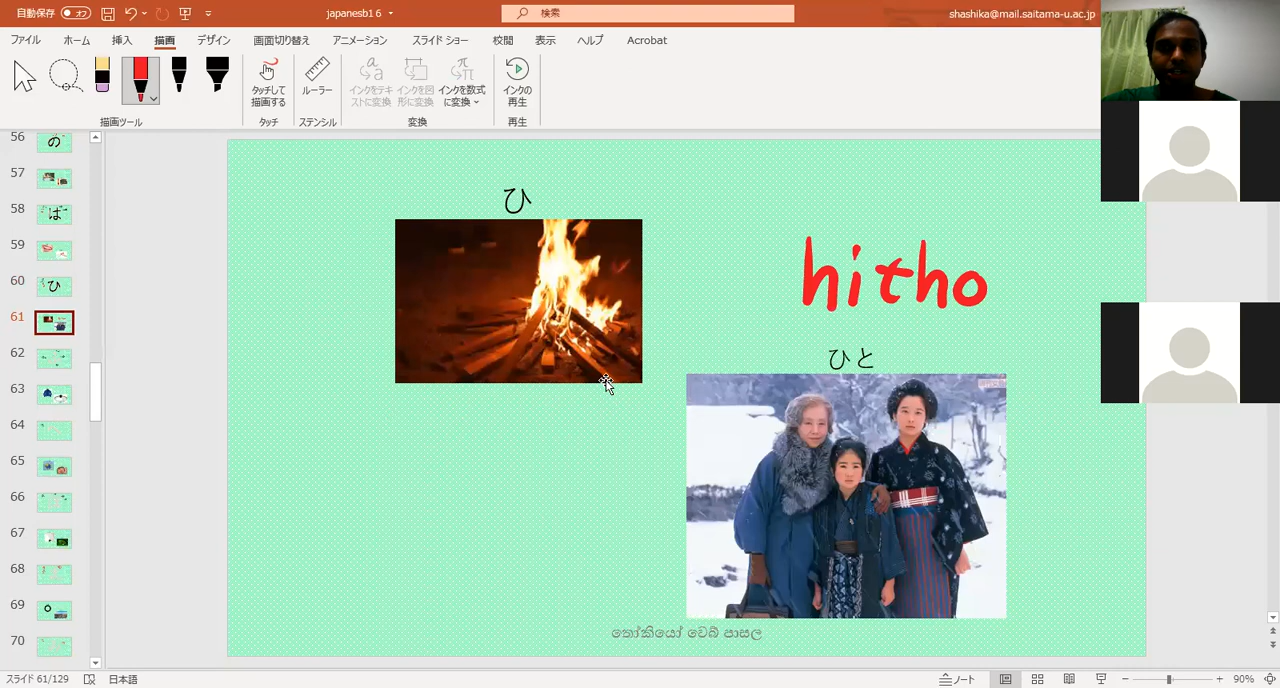 自動保存 オフ japanesb16 検索 shashika@mail.saitama-u.ac.jp
ファイル ホーム 挿入 描画 デザイン 画面切り替え アニメーション スライド ショー 校閲 表示 ヘルプ Acrobat
タッチして
描画する
ルーラー
インクをテキ
ストに変換
インクを図
形に変換
インクを数式
に変換
インクの
再生
描画ツール タッチ ステンシル 変換 再生
56 の
57
58 ば
59
60 ひ
61
62
63
64
65
66
67
68
69
70
ひ
hitho
ひと
තෝකියෝ වෙබ් පාසල
スライド 61/129 日本語 ノート 90%